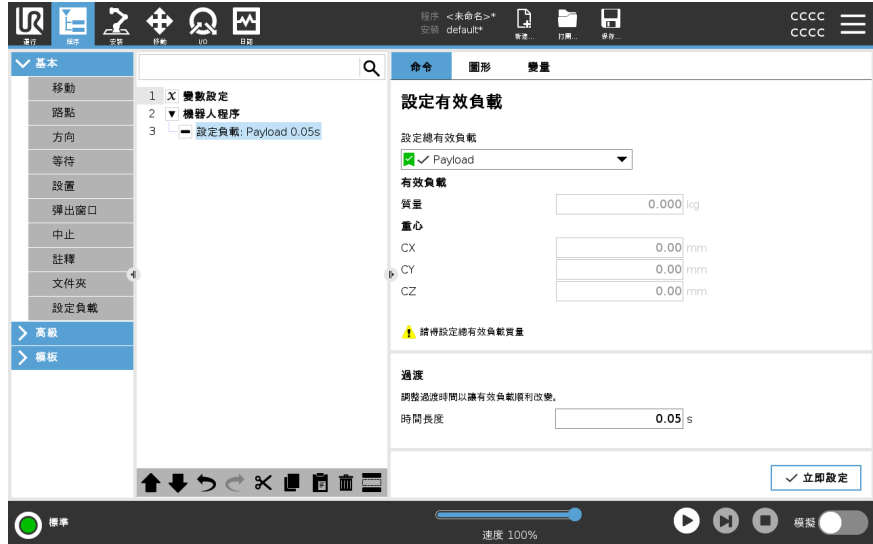 程序 <未命名>*
安裝 default*
UR
運行
程序
安裝
移動
I/O
日誌
新建...
打開...
保存...
CCCC
CCCC
基本
移動
路點
方向
等待
設置
彈出窗口
中止
註釋
文件夾
設定負載
高級
模板
1 X 變數設定
2 ▼ 機器人程序
3 設定負載: Payload 0.05s
命令 圖形 變量
設定有效負載
設定總有效負載
Payload
有效負載
質量 0.000 kg
重心
CX 0.00 mm
CY 0.00 mm
CZ 0.00 mm
請得設定總有效負載質量
過渡
調整過渡時間以讓有效負載順利改變。
時間長度 0.05 s
立即設定
標準
速度 100%
模擬